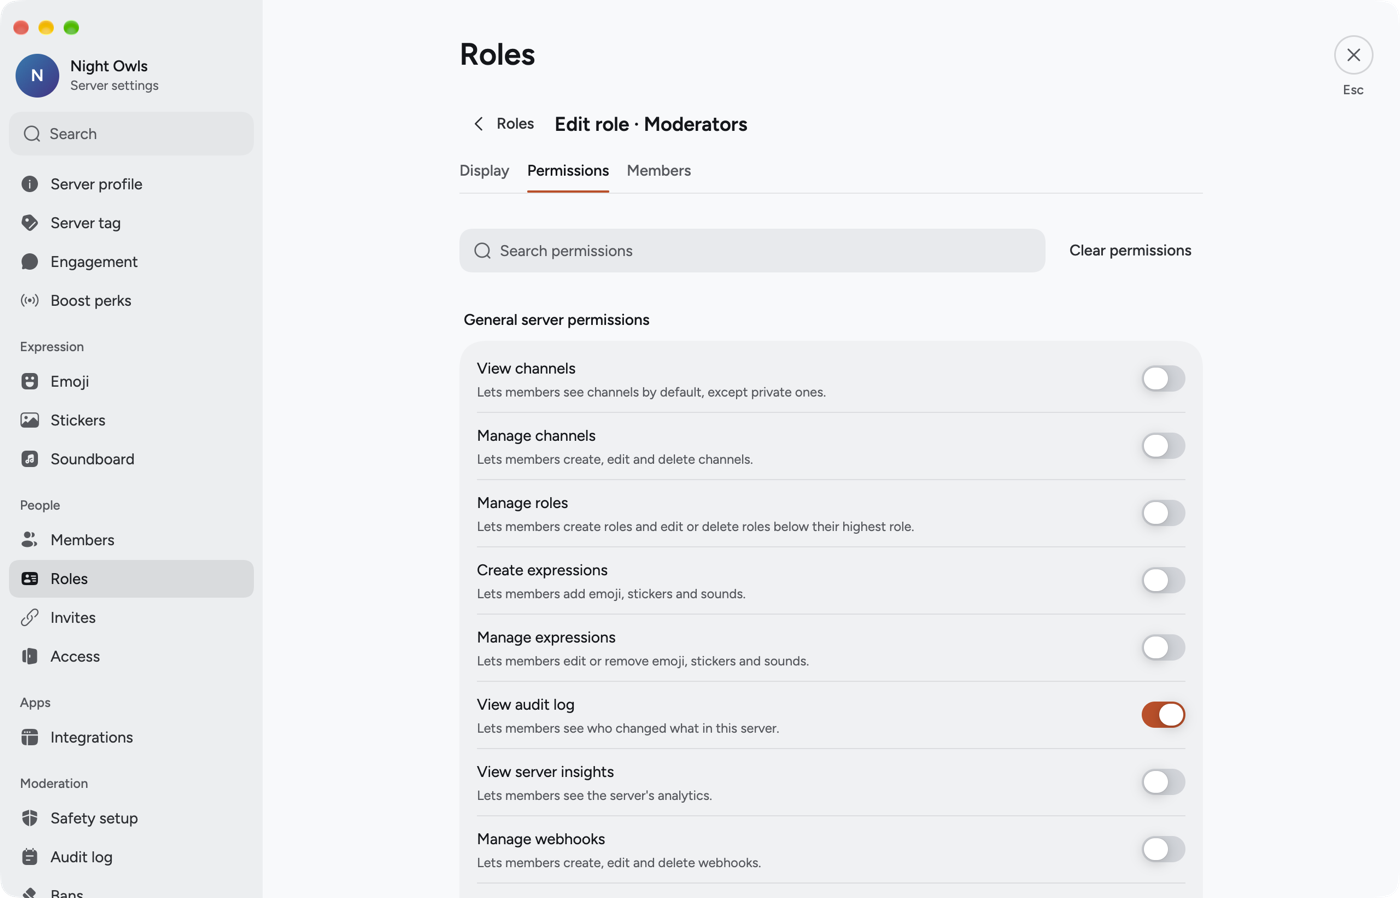 N
Night Owls
Server settings
Search
Server profile
Server tag
Engagement
Boost perks
Expression
Emoji
Stickers
Soundboard
People
Members
Roles
Invites
Access
Apps
Integrations
Moderation
Safety setup
Audit log
Bans
Roles
Esc
Roles
Edit role · Moderators
Display
Permissions
Members
Search permissions
Clear permissions
General server permissions
View channels
Lets members see channels by default, except private ones.
Manage channels
Lets members create, edit and delete channels.
Manage roles
Lets members create roles and edit or delete roles below their highest role.
Create expressions
Lets members add emoji, stickers and sounds.
Manage expressions
Lets members edit or remove emoji, stickers and sounds.
View audit log
Lets members see who changed what in this server.
View server insights
Lets members see the server's analytics.
Manage webhooks
Lets members create, edit and delete webhooks.